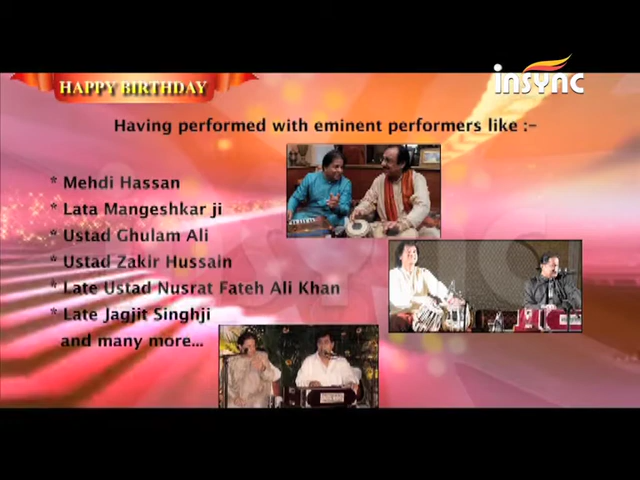 HAPPY BIRTHDAY
insync
Having performed with eminent performers like :-
* Mehdi Hassan
* Lata Mangeshkar ji
* Ustad Ghulam Ali
* Ustad Zakir Hussain
* Late Ustad Nusrat Fateh Ali Khan
* Late Jagjit Singhji
and many more...